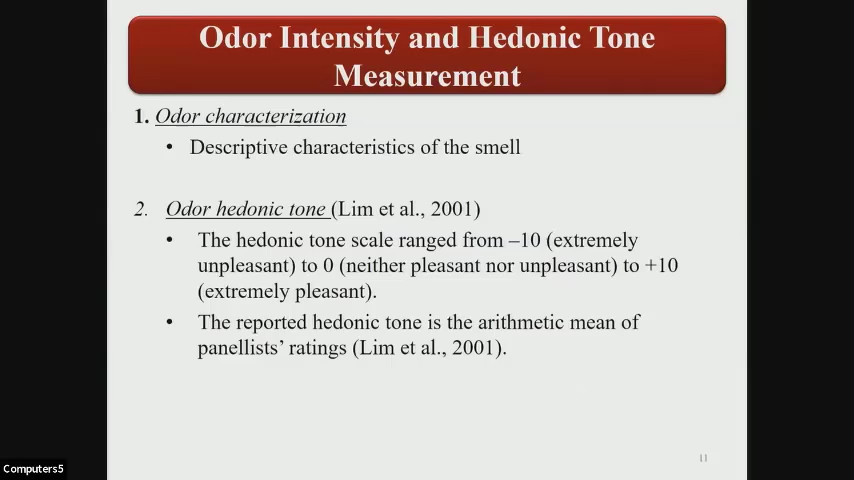 Odor Intensity and Hedonic Tone
Measurement
1. Odor characterization
• Descriptive characteristics of the smell
2. Odor hedonic tone (Lim et al., 2001)
• The hedonic tone scale ranged from –10 (extremely
unpleasant) to 0 (neither pleasant nor unpleasant) to +10
(extremely pleasant).
• The reported hedonic tone is the arithmetic mean of
panellists’ ratings (Lim et al., 2001).
11
Computers5